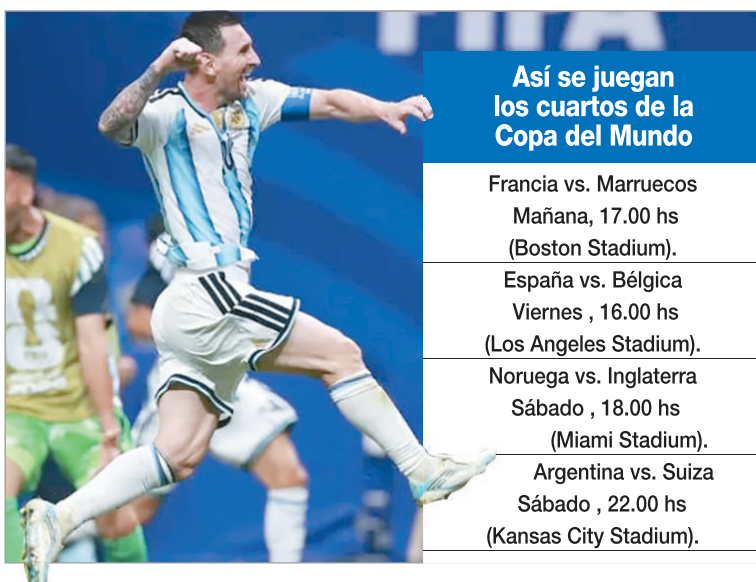 FIFA
Así se juegan
los cuartos de la
Copa del Mundo
Francia vs. Marruecos
Mañana, 17.00 hs
(Boston Stadium).
España vs. Bélgica
Viernes , 16.00 hs
(Los Angeles Stadium).
Noruega vs. Inglaterra
Sábado , 18.00 hs
(Miami Stadium).
Argentina vs. Suiza
Sábado , 22.00 hs
(Kansas City Stadium).